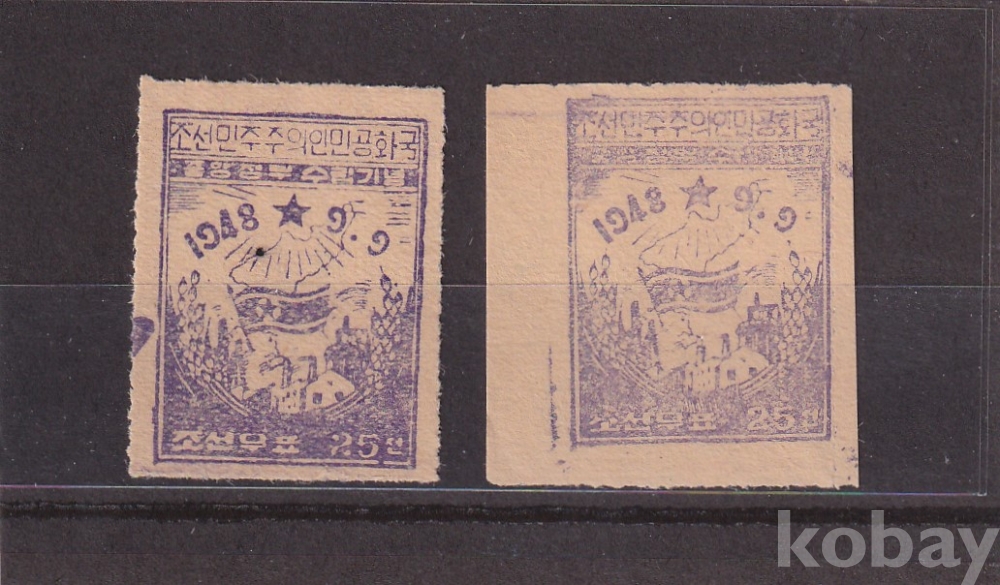 조선민주주의인민공화국
중앙정부 수립기념
1948 9.9
조선우표 25전
조선민주주의인민공화국
1948 9.9
조선우표 25전
kobay